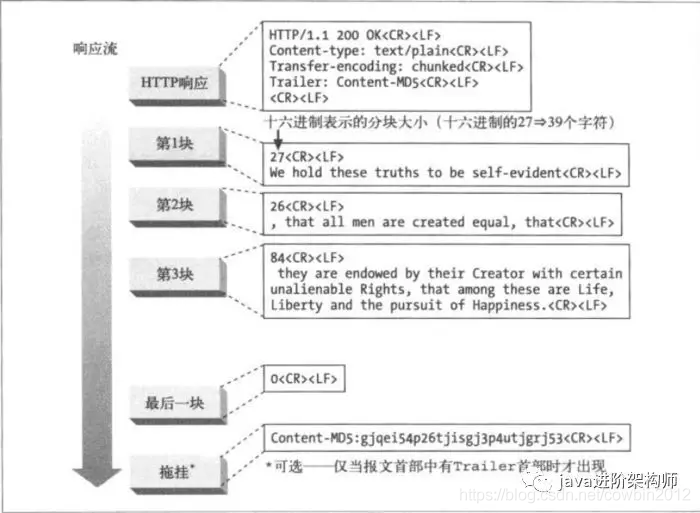 响应流
HTTP响应
HTTP/1.1 200 OK<CR><LF>
Content-type: text/plain<CR><LF>
Transfer-encoding: chunked<CR><LF>
Trailer: Content-MD5<CR><LF>
<CR><LF>
十六进制表示的分块大小（十六进制的27⇒39个字符）
第1块
27<CR><LF>
We hold these truths to be self-evident<CR><LF>
第2块
26<CR><LF>
, that all men are created equal, that<CR><LF>
第3块
84<CR><LF>
they are endowed by their Creator with certain
unalienable Rights, that among these are Life,
Liberty and the pursuit of Happiness.<CR><LF>
最后一块
0<CR><LF>
拖挂*
Content-MD5:gjqei54p26tjisgj3p4utjgrj53<CR><LF>
*可选——仅当报文首部中有Trailer首部时才出现
java进阶架构师
https://blog.csdn.net/cowbin2012